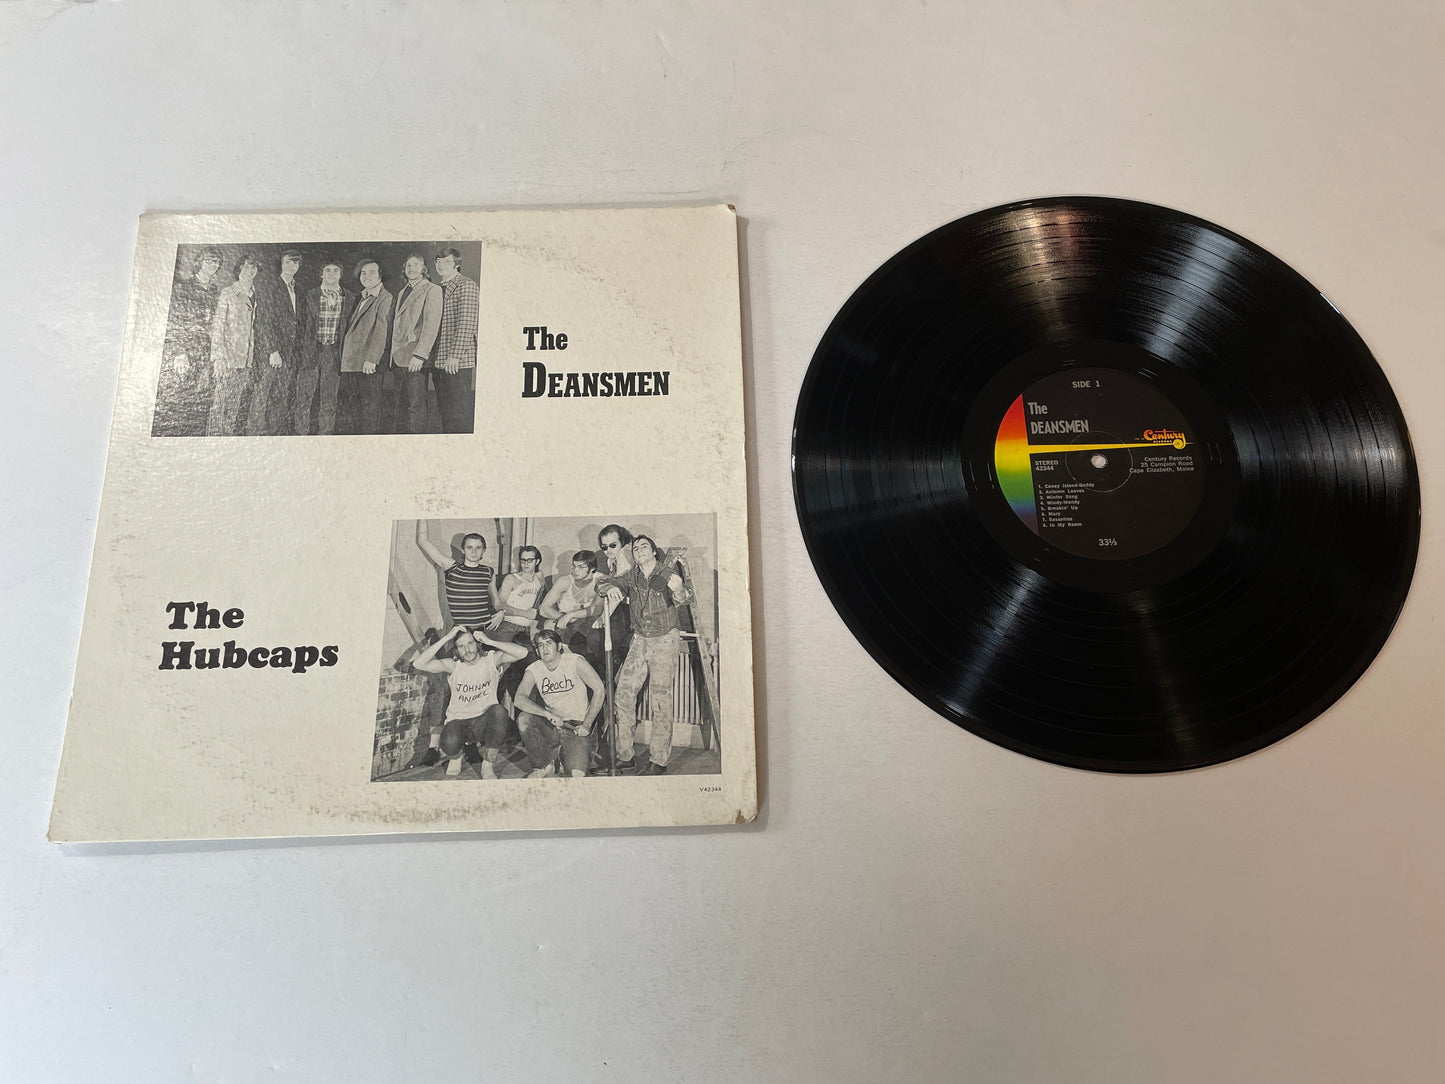 The
DEANSMEN
The
Hubcaps
JOHNNY
ANGEL
Beach
V42344
SIDE 1
The
DEANSMEN
Century
RECORDS
STEREO
42344
Century Records
25 Campion Road
Cape Elizabeth, Maine
1. Coney Island-Daddy
2. Autumn Leaves
3. Winter Song
4. Windy-Wendy
5. Breakin' Up
6. Mary
7. Sassafras
8. In My Room
33⅓